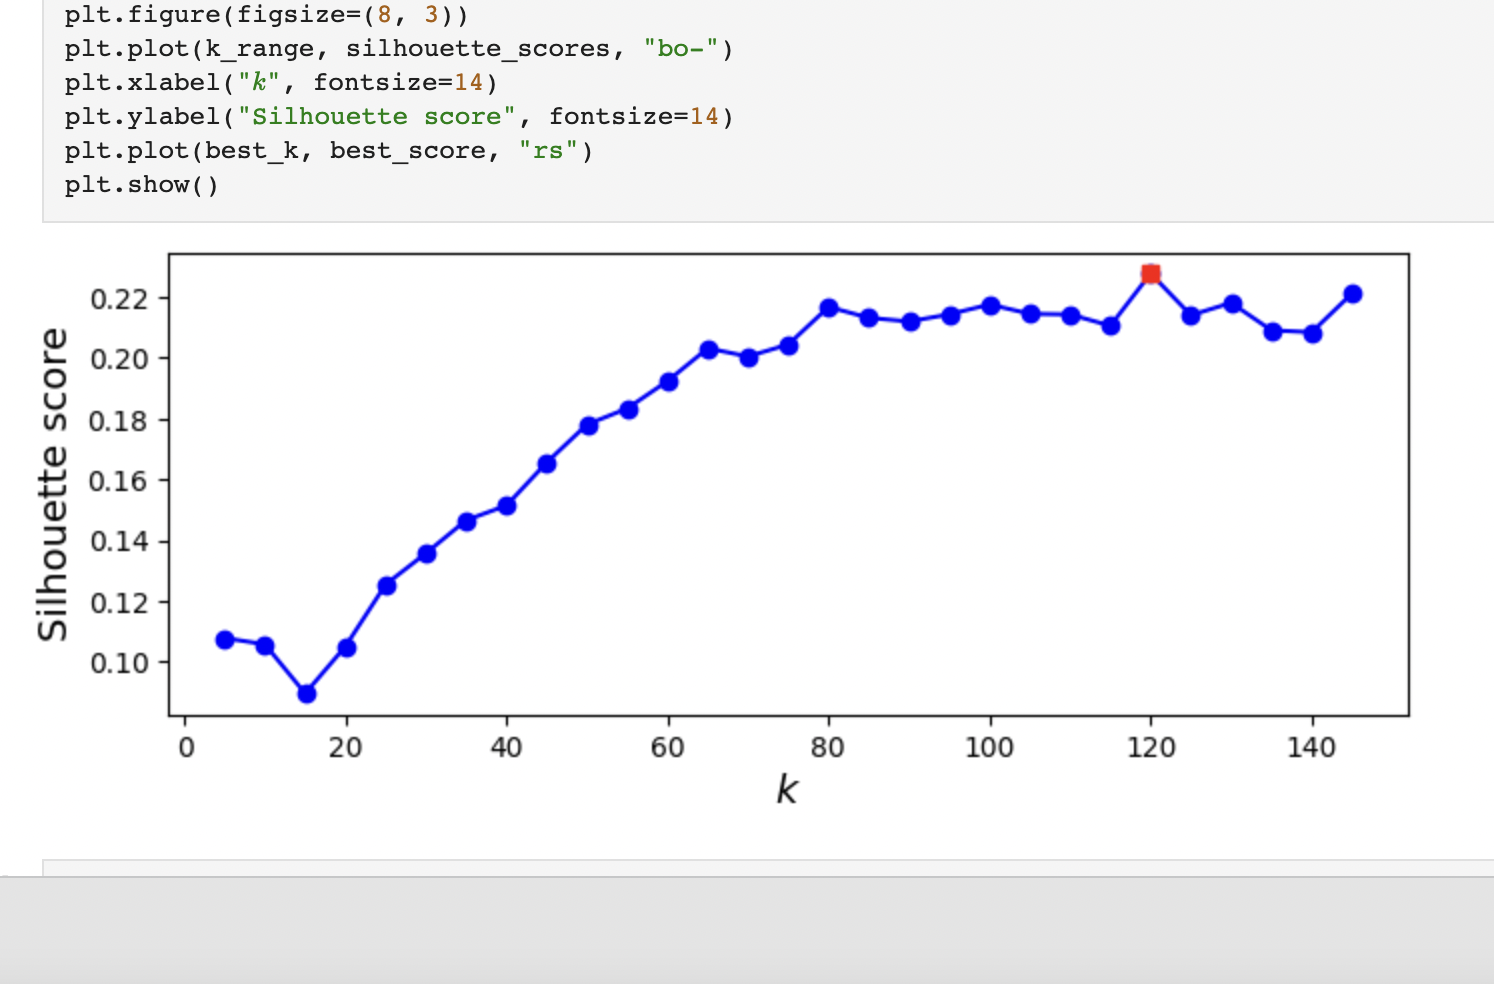 plt.figure(figsize=(8, 3))
plt.plot(k_range, silhouette_scores, "bo-")
plt.xlabel("𝑘", fontsize=14)
plt.ylabel("Silhouette score", fontsize=14)
plt.plot(best_k, best_score, "rs")
plt.show()
Silhouette score
0.22
0.20
0.18
0.16
0.14
0.12
0.10
0 20 40 60 80 100 120 140
k